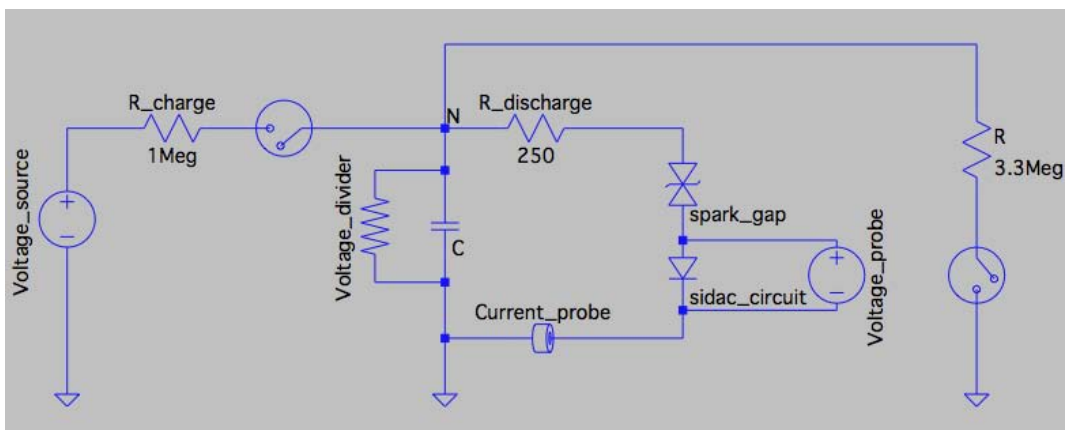 R_charge
1Meg
Voltage_source
+
−
N
R_discharge
250
Voltage_divider
C
spark_gap
sidac_circuit
+
−
Voltage_probe
Current_probe
R
3.3Meg